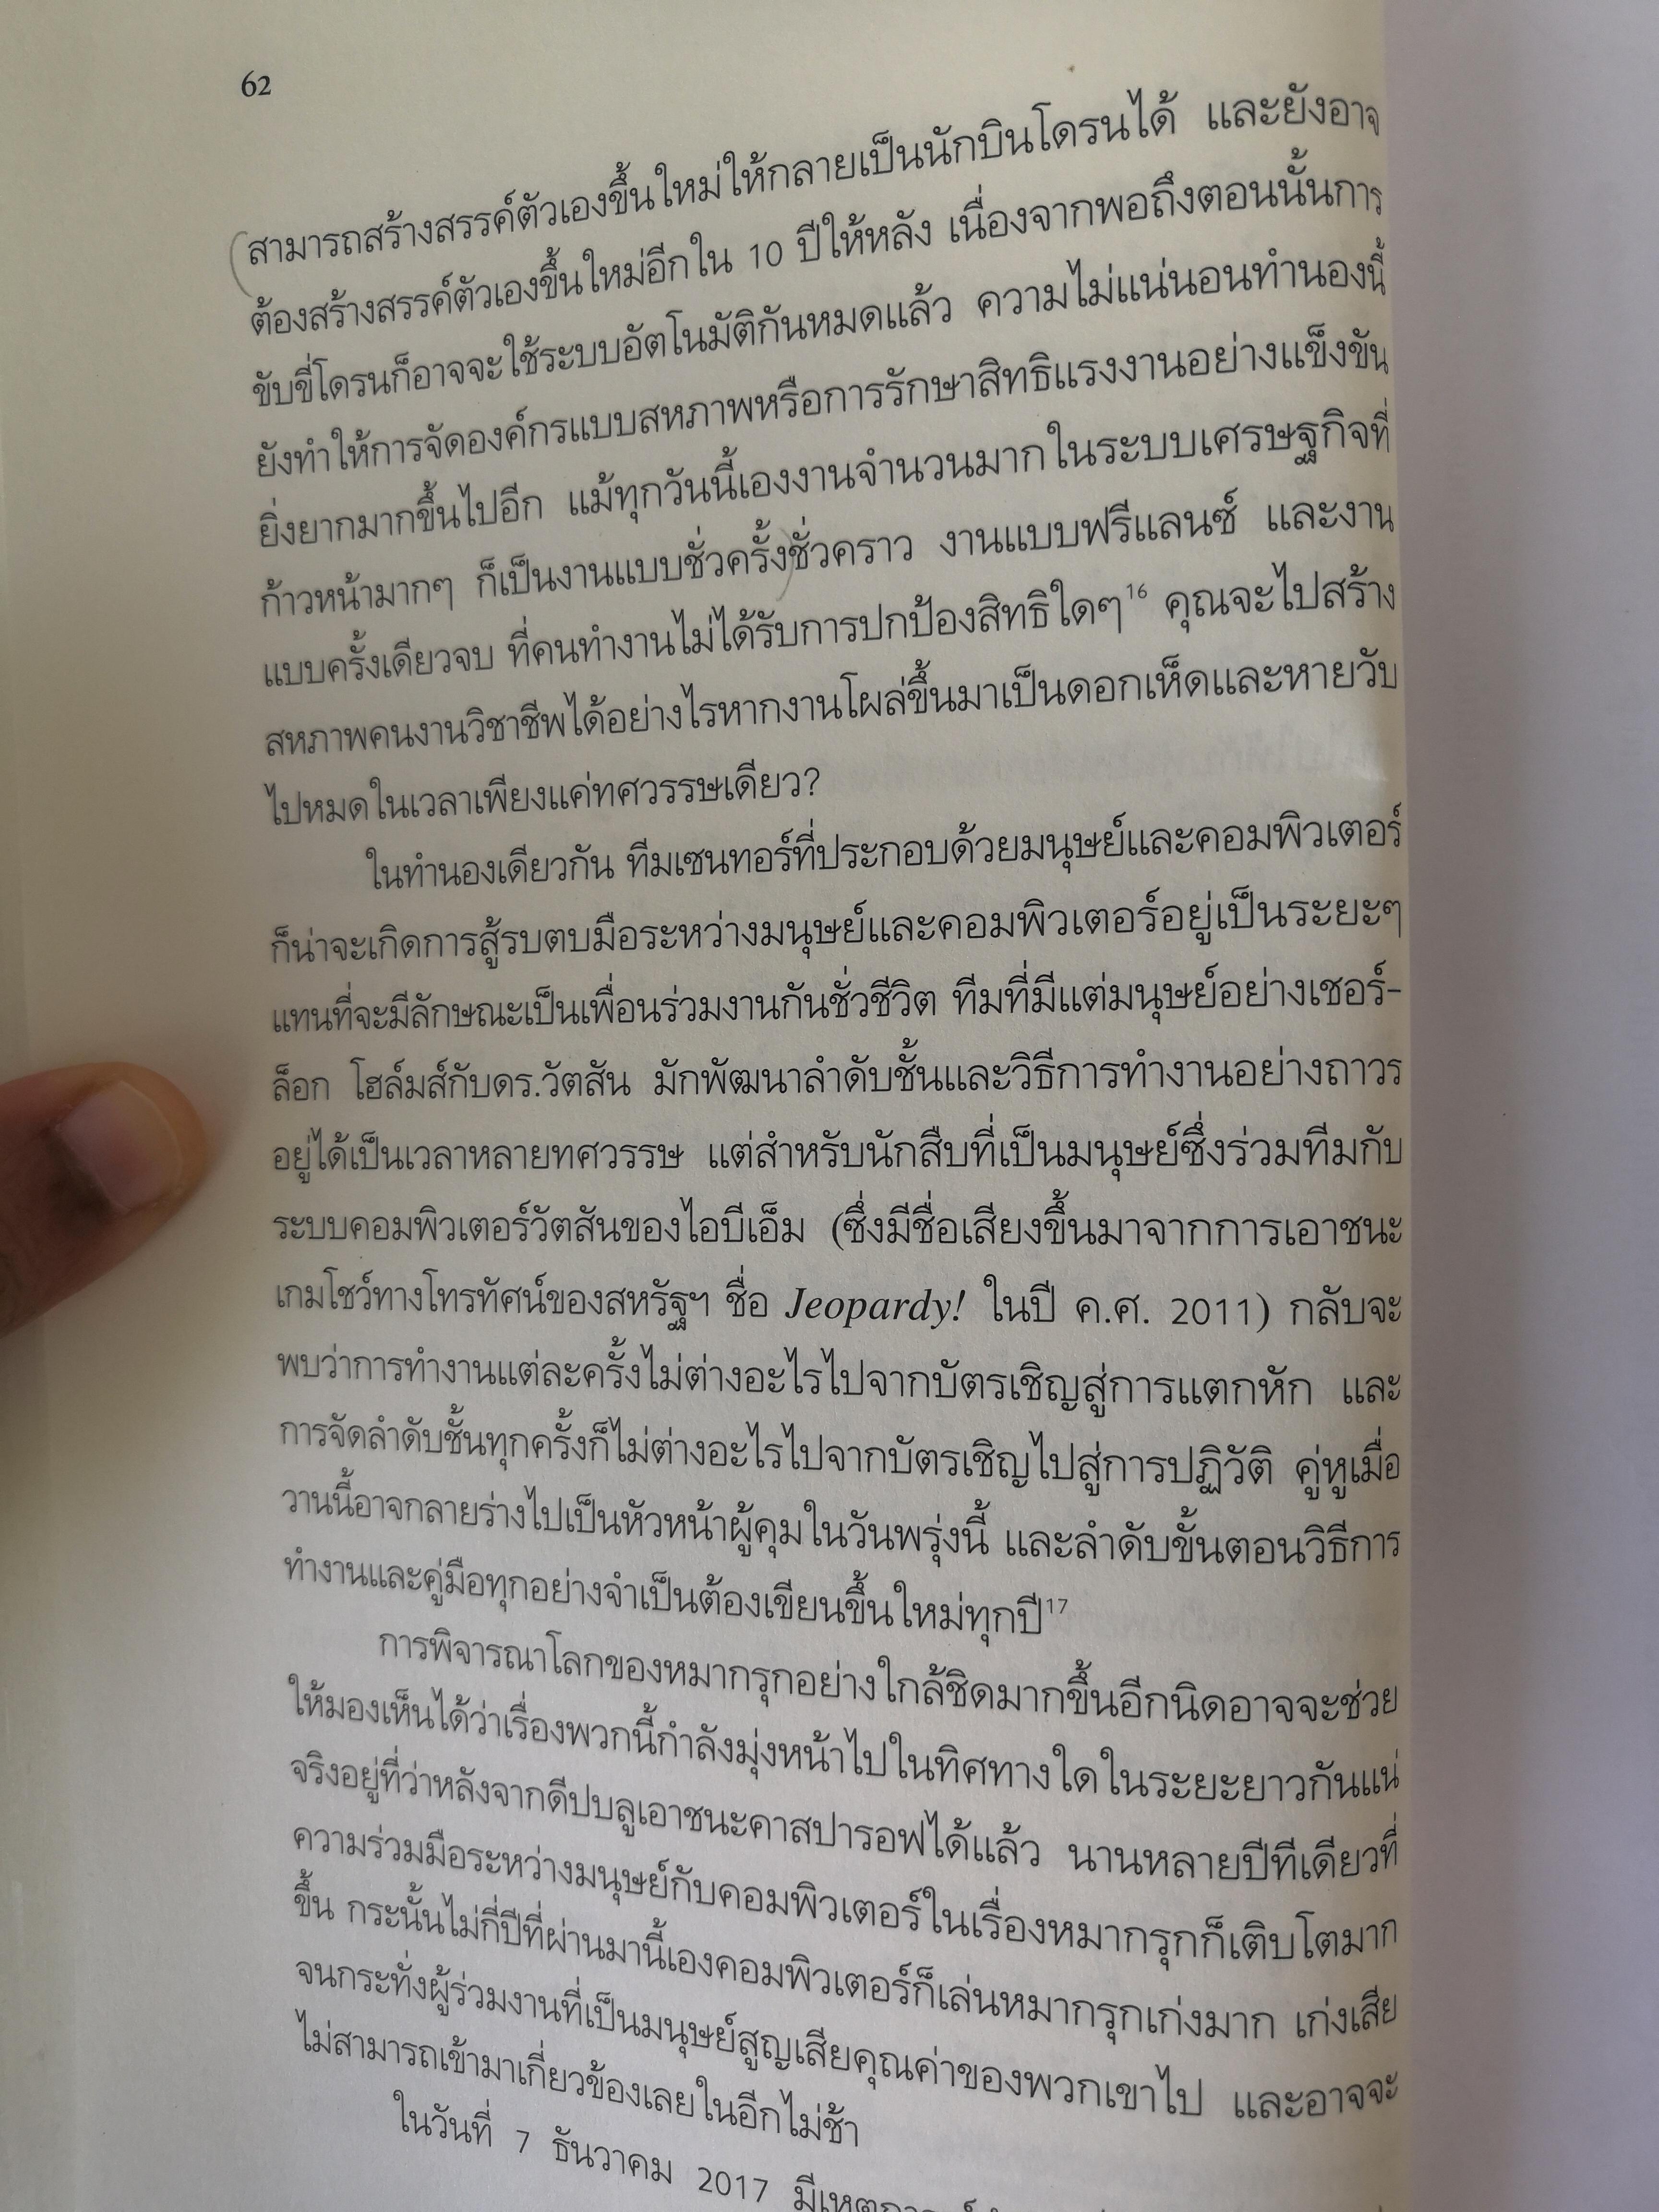 62
สามารถสร้างสรรค์ตัวเองขึ้นใหม่ให้กลายเป็นนักบินโดรนได้ และยังอาจ
ต้องสร้างสรรค์ตัวเองขึ้นใหม่อีกใน 10 ปีให้หลัง เนื่องจากพอถึงตอนนั้นการ
ขับขี่โดรนก็อาจจะใช้ระบบอัตโนมัติกันหมดแล้ว ความไม่แน่นอนทำนองนี้
ยังทำให้การจัดองค์กรแบบสหภาพหรือการรักษาสิทธิแรงงานอย่างแข็งขัน
ยิ่งยากมากขึ้นไปอีก แม้ทุกวันนี้เองงานจำนวนมากในระบบเศรษฐกิจที่
ก้าวหน้ามากๆ ก็เป็นงานแบบชั่วครั้งชั่วคราว งานแบบฟรีแลนซ์ และงาน
แบบครั้งเดียวจบ ที่คนทำงานไม่ได้รับการปกป้องสิทธิใดๆ16 คุณจะไปสร้าง
สหภาพคนงานวิชาชีพได้อย่างไรหากงานโผล่ขึ้นมาเป็นดอกเห็ดและหายวับ
ไปหมดในเวลาเพียงแค่ทศวรรษเดียว?
ในทำนองเดียวกัน ทีมเซนทอร์ที่ประกอบด้วยมนุษย์และคอมพิวเตอร์
ก็น่าจะเกิดการสู้รบตบมือระหว่างมนุษย์และคอมพิวเตอร์อยู่เป็นระยะๆ
แทนที่จะมีลักษณะเป็นเพื่อนร่วมงานกันชั่วชีวิต ทีมที่มีแต่มนุษย์อย่างเชอร์-
ล็อก โฮล์มส์กับดร.วัตสัน มักพัฒนาลำดับชั้นและวิธีการทำงานอย่างถาวร
อยู่ได้เป็นเวลาหลายทศวรรษ แต่สำหรับนักสืบที่เป็นมนุษย์ซึ่งร่วมทีมกับ
ระบบคอมพิวเตอร์วัตสันของไอบีเอ็ม (ซึ่งมีชื่อเสียงขึ้นมาจากการเอาชนะ
เกมโชว์ทางโทรทัศน์ของสหรัฐฯ ชื่อ Jeopardy! ในปี ค.ศ. 2011) กลับจะ
พบว่าการทำงานแต่ละครั้งไม่ต่างอะไรไปจากบัตรเชิญสู่การแตกหัก และ
การจัดลำดับชั้นทุกครั้งก็ไม่ต่างอะไรไปจากบัตรเชิญไปสู่การปฏิวัติ คู่หูเมื่อ
วานนี้อาจกลายร่างไปเป็นหัวหน้าผู้คุมในวันพรุ่งนี้ และลำดับขั้นตอนวิธีการ
ทำงานและคู่มือทุกอย่างจำเป็นต้องเขียนขึ้นใหม่ทุกปี17
การพิจารณาโลกของหมากรุกอย่างใกล้ชิดมากขึ้นอีกนิดอาจจะช่วย
ให้มองเห็นได้ว่าเรื่องพวกนี้กำลังมุ่งหน้าไปในทิศทางใดในระยะยาวกันแน่
จริงอยู่ที่ว่าหลังจากดีปบลูเอาชนะคาสปารอฟได้แล้ว นานหลายปีทีเดียวที่
ความร่วมมือระหว่างมนุษย์กับคอมพิวเตอร์ในเรื่องหมากรุกก็เติบโตมาก
ขึ้น กระนั้นไม่กี่ปีที่ผ่านมานี้เองคอมพิวเตอร์ก็เล่นหมากรุกเก่งมาก เก่งเสีย
จนกระทั่งผู้ร่วมงานที่เป็นมนุษย์สูญเสียคุณค่าของพวกเขาไป และอาจจะ
ไม่สามารถเข้ามาเกี่ยวข้องเลยในอีกไม่ช้า
ในวันที่ 7 ธันวาคม 2017